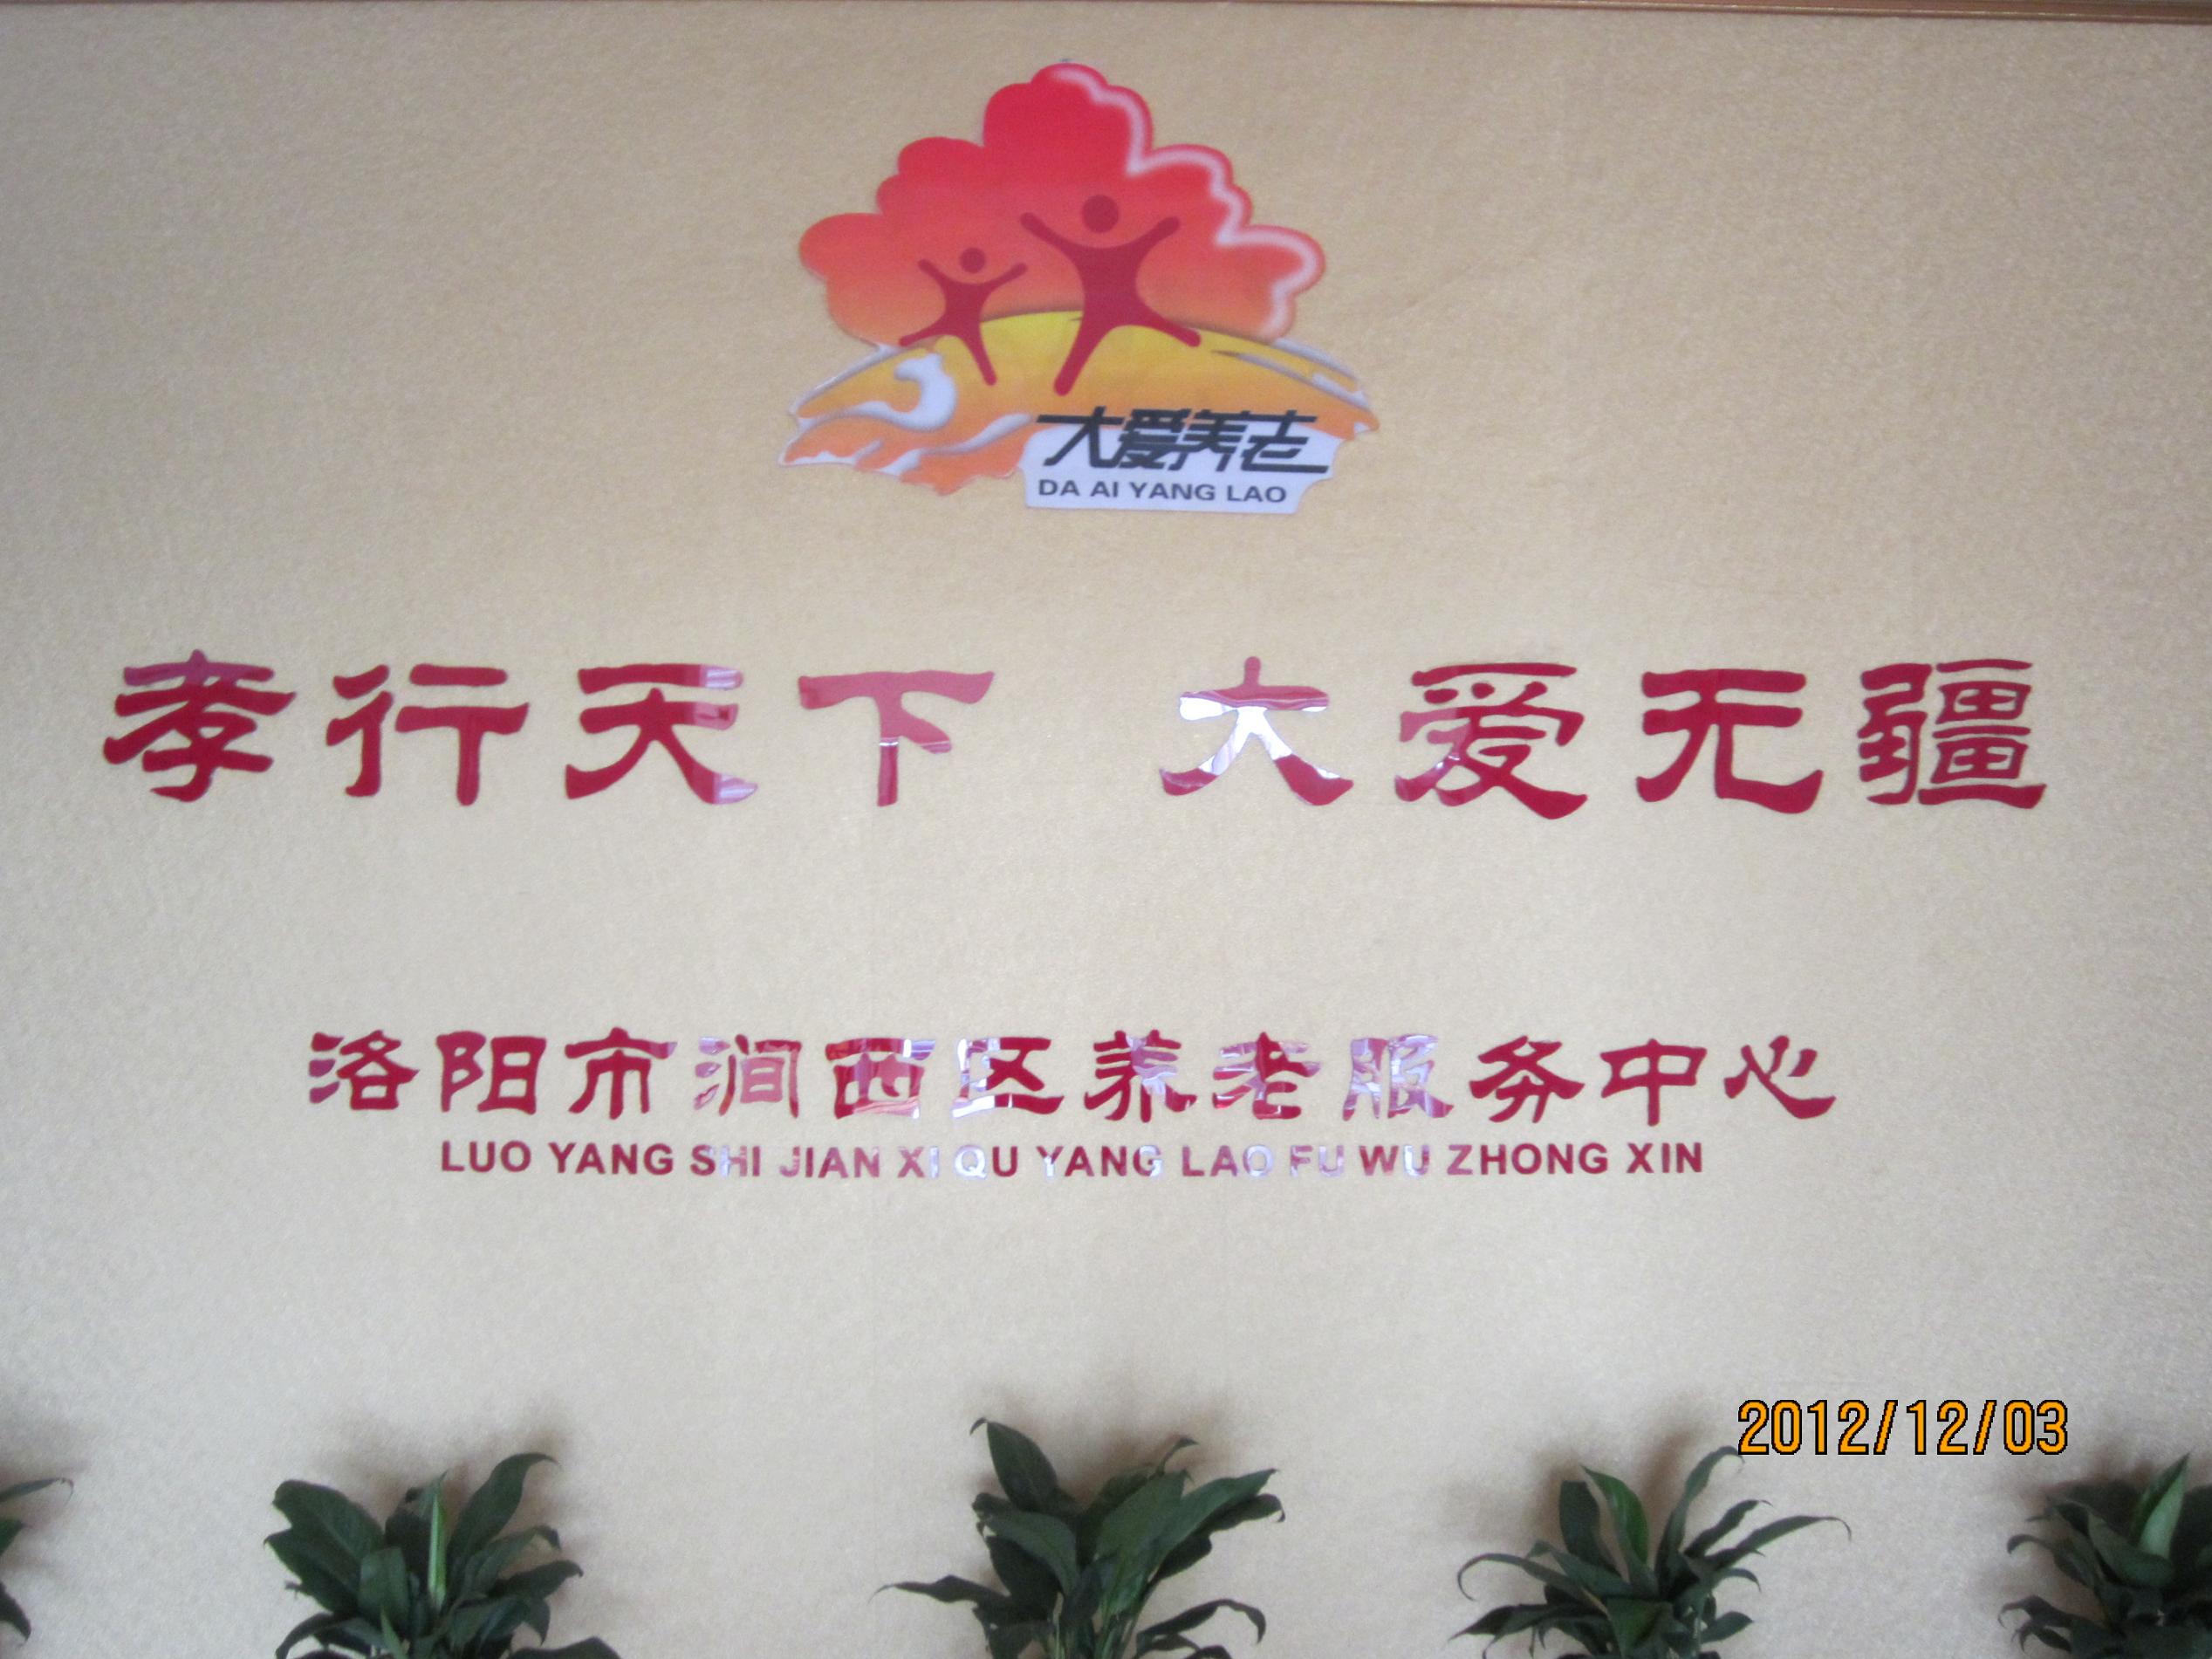 大爱养老
DA AI YANG LAO
孝行天下 大爱无疆
洛阳市涧西区养老服务中心
LUO YANG SHI JIAN XI QU YANG LAO FU WU ZHONG XIN
2012/12/03